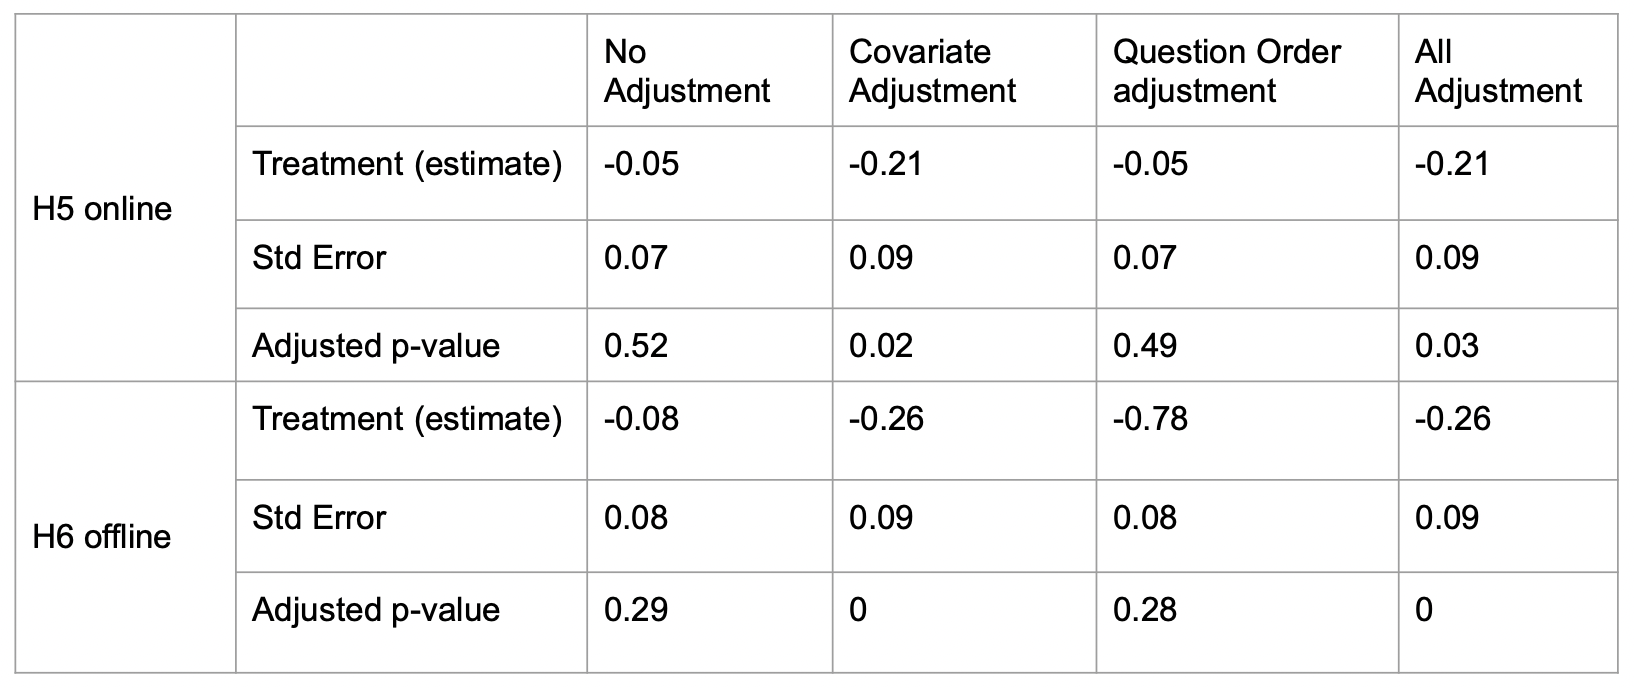 No Adjustment Covariate Adjustment Question Order adjustment All Adjustment
H5 online
Treatment (estimate) -0.05 -0.21 -0.05 -0.21
Std Error 0.07 0.09 0.07 0.09
Adjusted p-value 0.52 0.02 0.49 0.03
H6 offline
Treatment (estimate) -0.08 -0.26 -0.78 -0.26
Std Error 0.08 0.09 0.08 0.09
Adjusted p-value 0.29 0 0.28 0